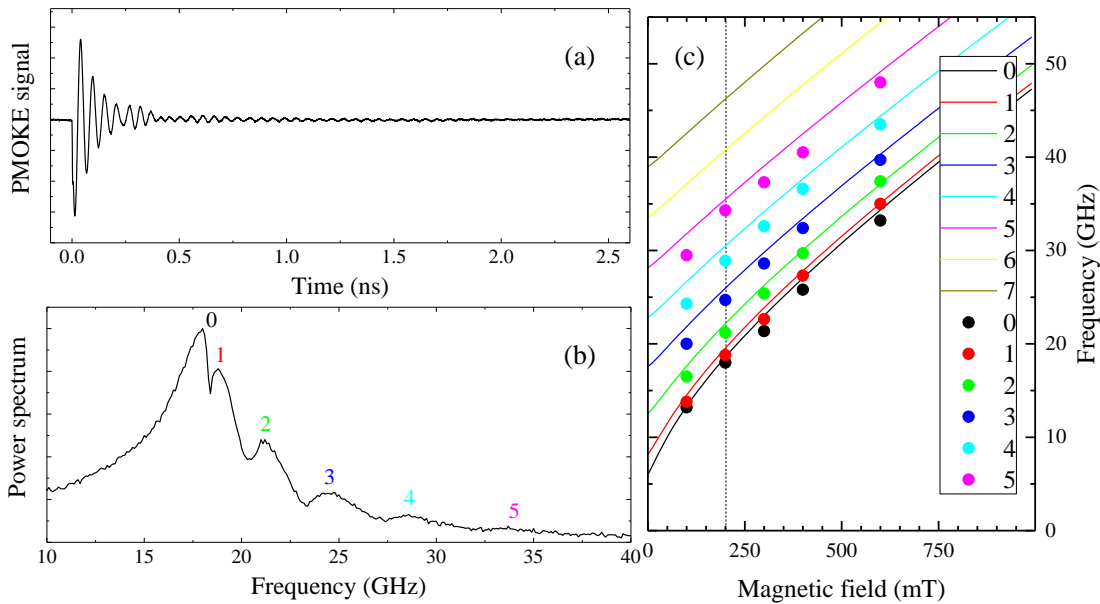 (a)
PMOKE signal
0.0 0.5 1.0 1.5 2.0 2.5
Time (ns)
(b)
0
1
2
3
4
5
Power spectrum
10 15 20 25 30 35 40
Frequency (GHz)
(c)
0
1
2
3
4
5
6
7
0
1
2
3
4
5
50
40
30
20
10
0
Frequency (GHz)
0 250 500 750
Magnetic field (mT)